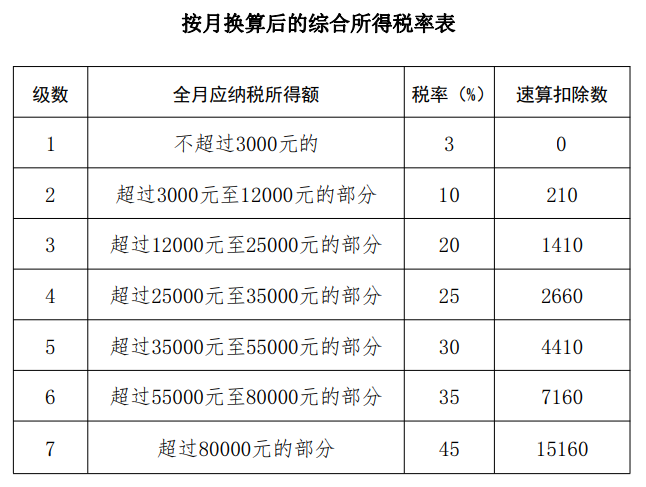 按月换算后的综合所得税率表
级数 全月应纳税所得额 税率（%） 速算扣除数
1 不超过3000元的 3 0
2 超过3000元至12000元的部分 10 210
3 超过12000元至25000元的部分 20 1410
4 超过25000元至35000元的部分 25 2660
5 超过35000元至55000元的部分 30 4410
6 超过55000元至80000元的部分 35 7160
7 超过80000元的部分 45 15160